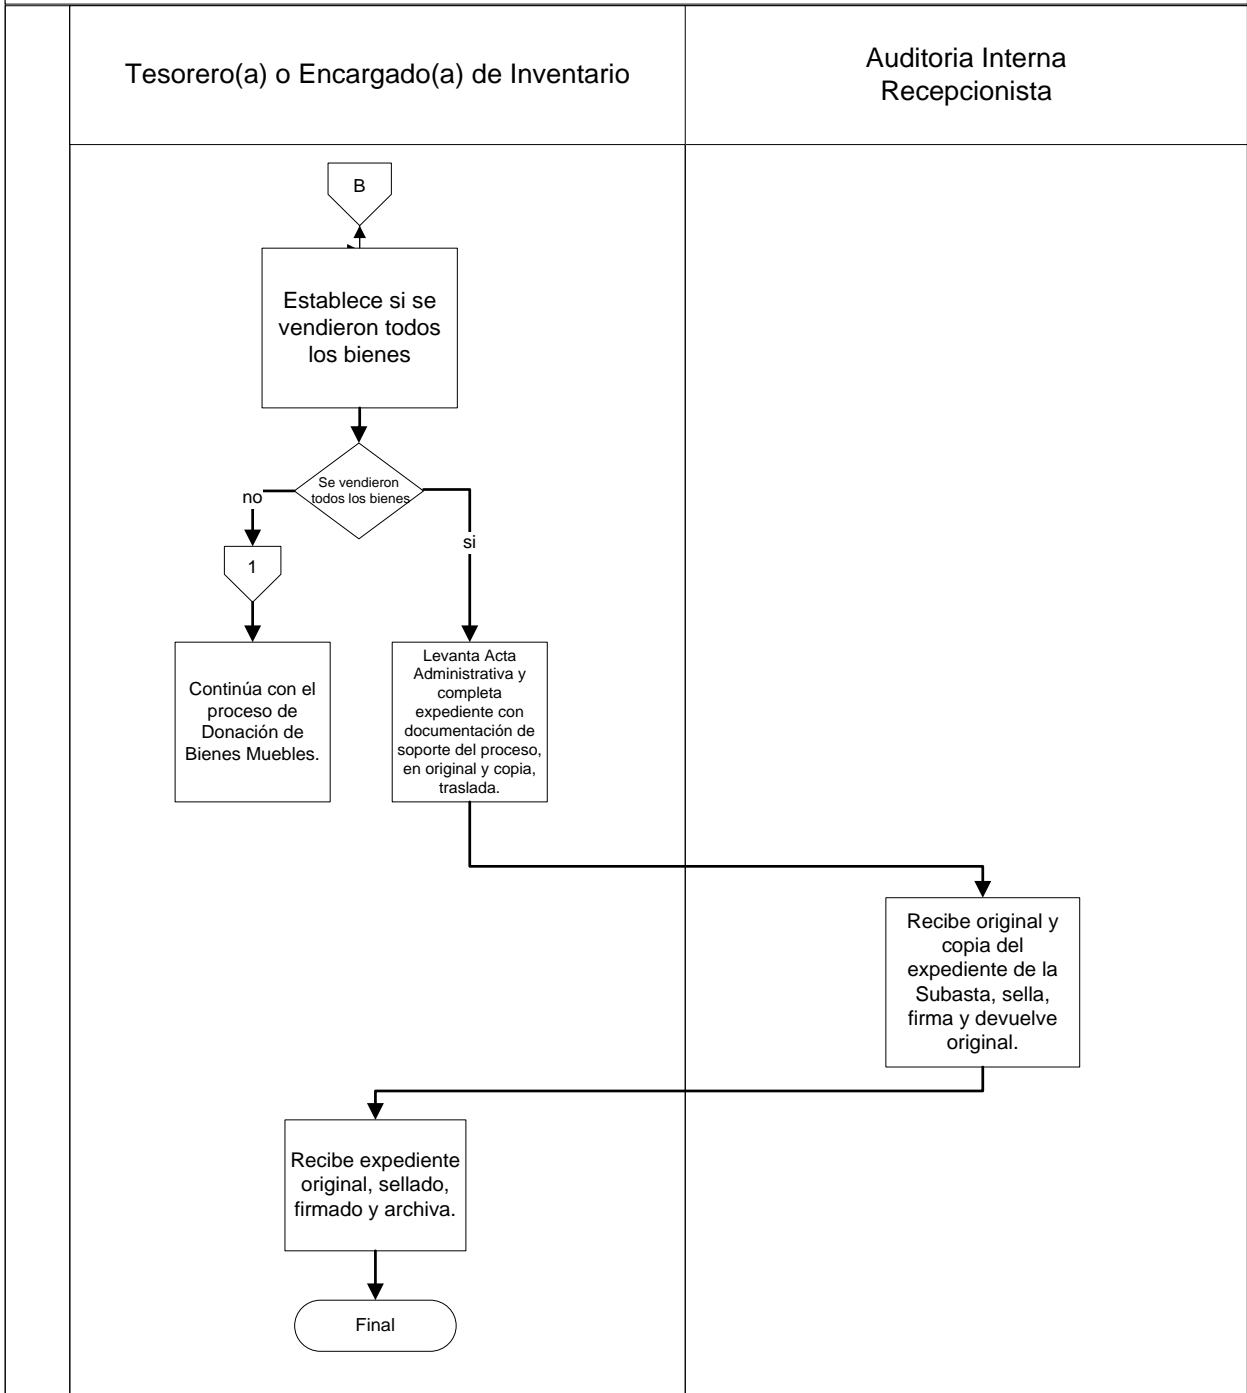 Tesorero(a) o Encargado(a) de Inventario
Auditoria Interna
Recepcionista
B
Establece si se
vendieron todos
los bienes
Se vendieron
todos los bienes
no
si
1
Continúa con el
proceso de
Donación de
Bienes Muebles.
Levanta Acta
Administrativa y
completa
expediente con
documentación de
soporte del proceso,
en original y copia,
traslada.
Recibe original y
copia del
expediente de la
Subasta, sella,
firma y devuelve
original.
Recibe expediente
original, sellado,
firmado y archiva.
Final